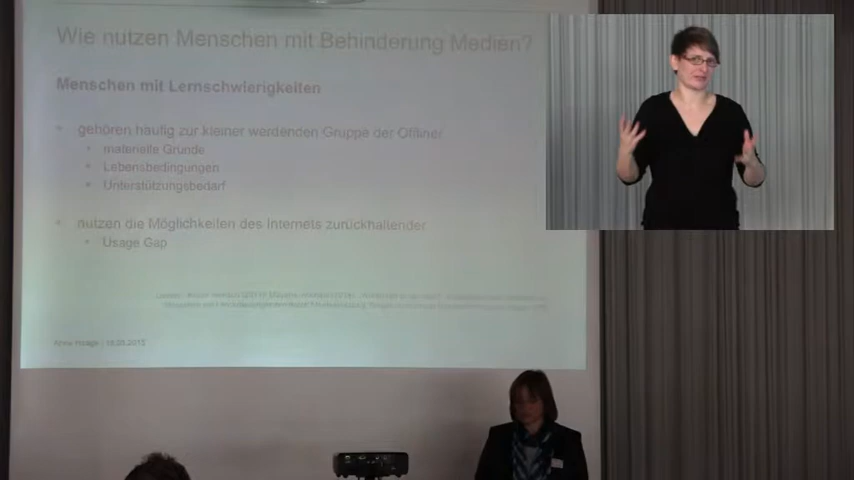 Wie nutzen Menschen mit Behinderung Medien?
Menschen mit Lernschwierigkeiten
gehören häufig zur kleiner werdenden Gruppe der Offliner
materielle Gründe
Lebensbedingungen
Unterstützungsbedarf
nutzen die Möglichkeiten des Internets zurückhaltender
Usage Gap